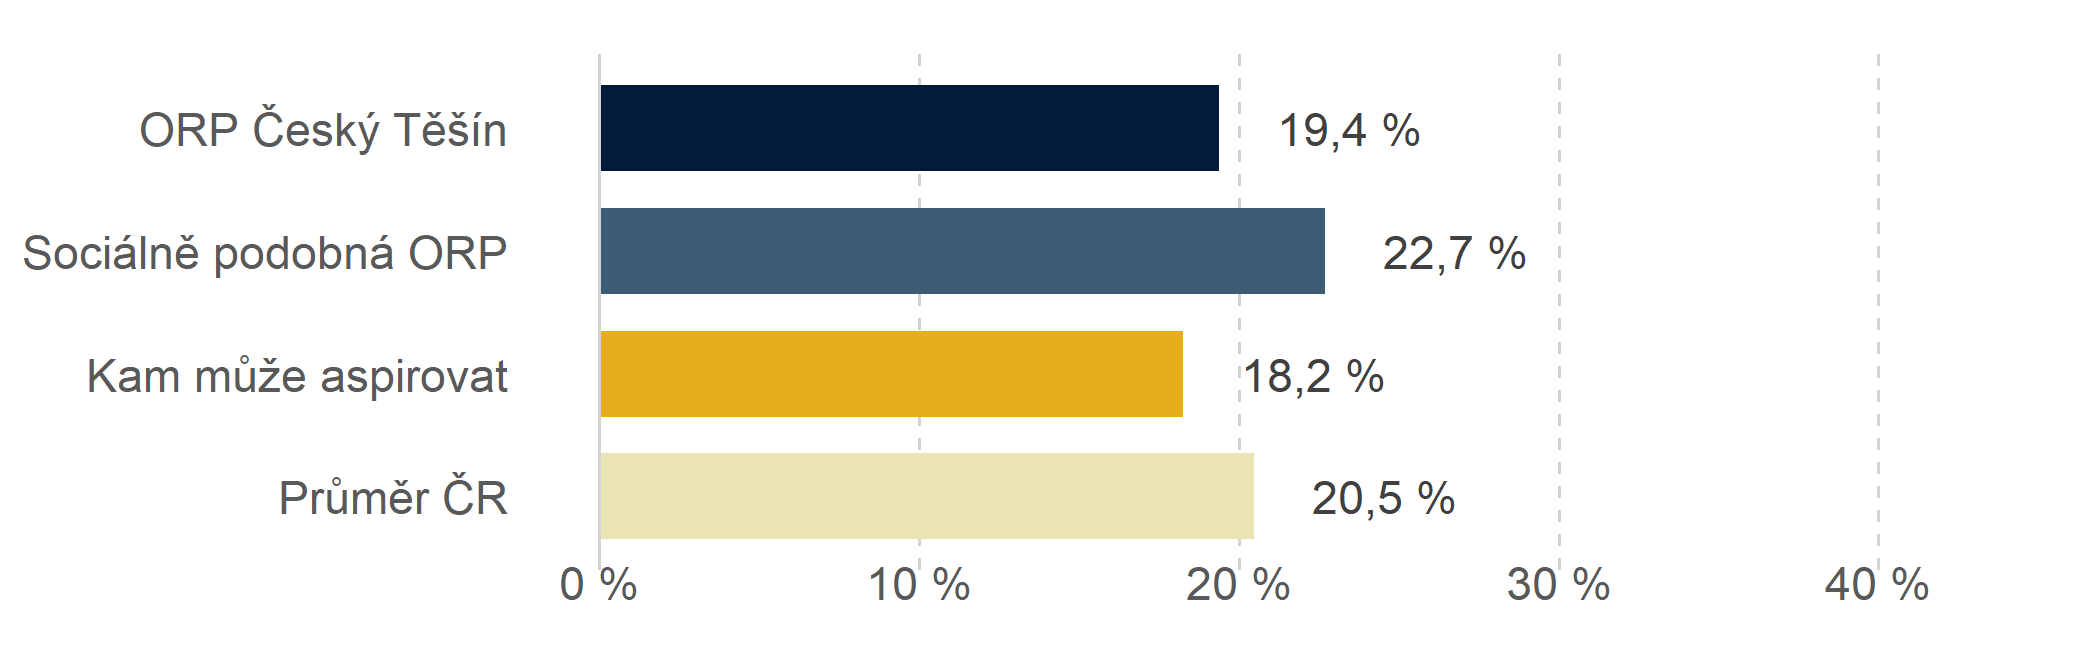 ORP Český Těšín 19,4 %
Sociálně podobná ORP 22,7 %
Kam může aspirovat 18,2 %
Průměr ČR 20,5 %
0 % 10 % 20 % 30 % 40 %